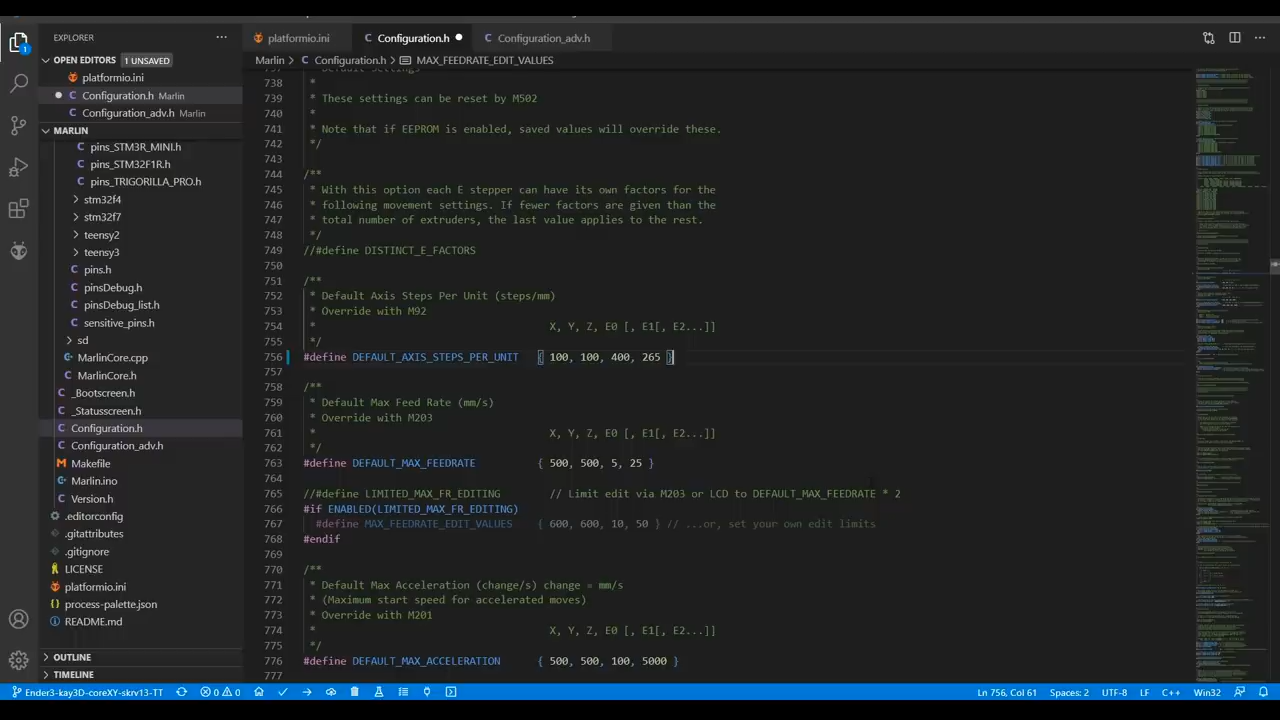 platformio.ini
Configuration.h
Configuration_adv.h
Marlin > Configuration.h > MAX_FEEDRATE_EDIT_VALUES
EXPLORER
OPEN EDITORS 1 UNSAVED
platformio.ini
Configuration.h Marlin
Configuration_adv.h Marlin
MARLIN
pins_STM3R_MINI.h
pins_STM32F1R.h
pins_TRIGORILLA_PRO.h
stm32f4
stm32f7
teensy2
teensy3
pins.h
pinsDebug.h
pinsDebug_list.h
sensitive_pins.h
sd
MarlinCore.cpp
MarlinCore.h
_Bootscreen.h
_Statusscreen.h
Configuration.h
Configuration_adv.h
Makefile
Marlin.ino
Version.h
.editorconfig
.gitattributes
.gitignore
LICENSE
platformio.ini
process-palette.json
README.md
OUTLINE
TIMELINE
* Default Settings
738 *
739 * These settings can be reset by M502
740 *
741 * Note that if EEPROM is enabled, saved values will override these.
742 */
743
744 /**
745 * With this option each E stepper can have its own factors for the
746 * following movement settings. If fewer factors are given than the
747 * total number of extruders, the last value applies to the rest.
748 */
749 //#define DISTINCT_E_FACTORS
750
751 /**
752 * Default Axis Steps Per Unit (steps/mm)
753 * Override with M92
754 * X, Y, Z, E0 [, E1[, E2...]]
755 */
756 #define DEFAULT_AXIS_STEPS_PER_UNIT { 100, 100, 400, 265 }
757
758 /**
759 * Default Max Feed Rate (mm/s)
760 * Override with M203
761 * X, Y, Z, E0 [, E1[, E2...]]
762 */
763 #define DEFAULT_MAX_FEEDRATE { 500, 500, 5, 25 }
764
765 //#define LIMITED_MAX_FR_EDITING // Limit edit via M203 or LCD to DEFAULT_MAX_FEEDRATE * 2
766 #if ENABLED(LIMITED_MAX_FR_EDITING)
767 #define MAX_FEEDRATE_EDIT_VALUES { 600, 600, 10, 50 } // ...or, set your own edit limits
768 #endif
769
770 /**
771 * Default Max Acceleration (change/s) change = mm/s
772 * (Maximum start speed for accelerated moves)
773 * Override with M201
774 * X, Y, Z, E0 [, E1[, E2...]]
775 */
776 #define DEFAULT_MAX_ACCELERATION { 500, 500, 100, 5000 }
777
Ender3-kay3D-coreXY-skrv13-TT 0 0 Ln 756, Col 61 Spaces: 2 UTF-8 LF C++ Win32